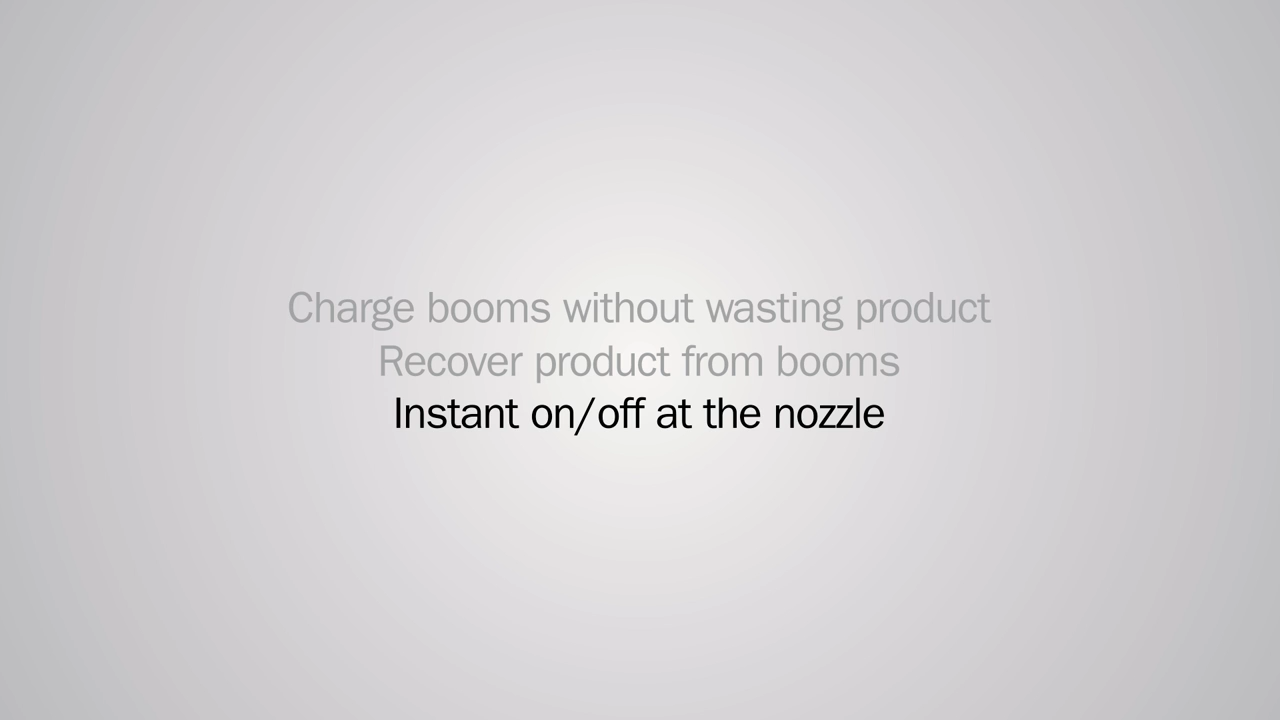 Charge booms without wasting product
Recover product from booms
Instant on/off at the nozzle